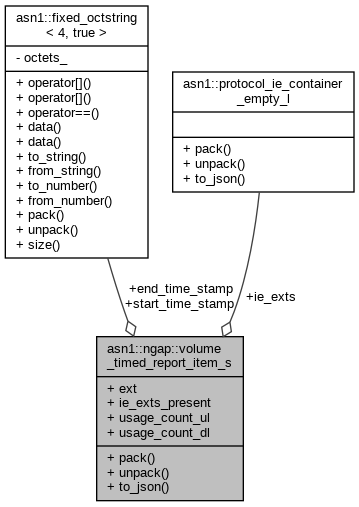 asn1::fixed_octstring
< 4, true >
- octets_
+ operator[]()
+ operator[]()
+ operator==()
+ data()
+ data()
+ to_string()
+ from_string()
+ to_number()
+ from_number()
+ pack()
+ unpack()
+ size()
asn1::protocol_ie_container
_empty_l
+ pack()
+ unpack()
+ to_json()
+end_time_stamp
+start_time_stamp
+ie_exts
asn1::ngap::volume
_timed_report_item_s
+ ext
+ ie_exts_present
+ usage_count_ul
+ usage_count_dl
+ pack()
+ unpack()
+ to_json()